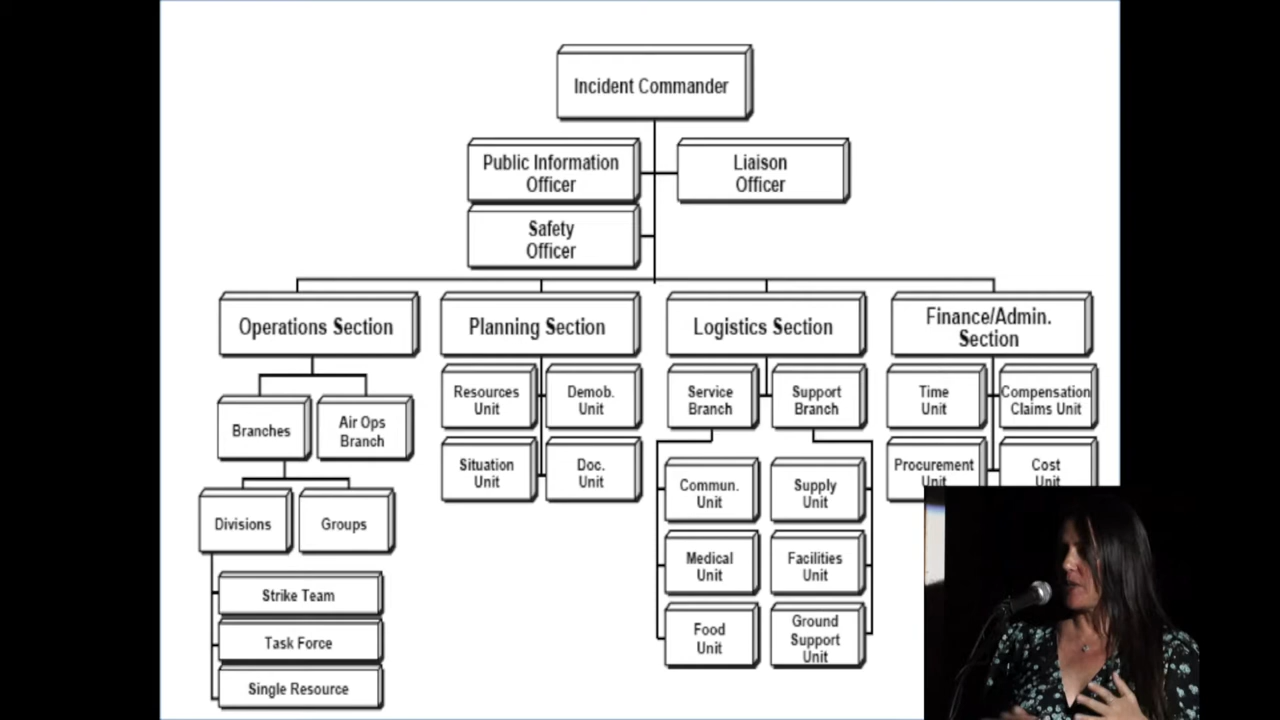 Incident Commander
Public Information
Officer
Liaison
Officer
Safety
Officer
Operations Section
Planning Section
Logistics Section
Finance/Admin.
Section
Branches
Air Ops
Branch
Divisions
Groups
Strike Team
Task Force
Single Resource
Resources
Unit
Demob.
Unit
Situation
Unit
Doc.
Unit
Service
Branch
Support
Branch
Commun.
Unit
Supply
Unit
Medical
Unit
Facilities
Unit
Food
Unit
Ground
Support
Unit
Time
Unit
Compensation
Claims Unit
Procurement
Unit
Cost
Unit